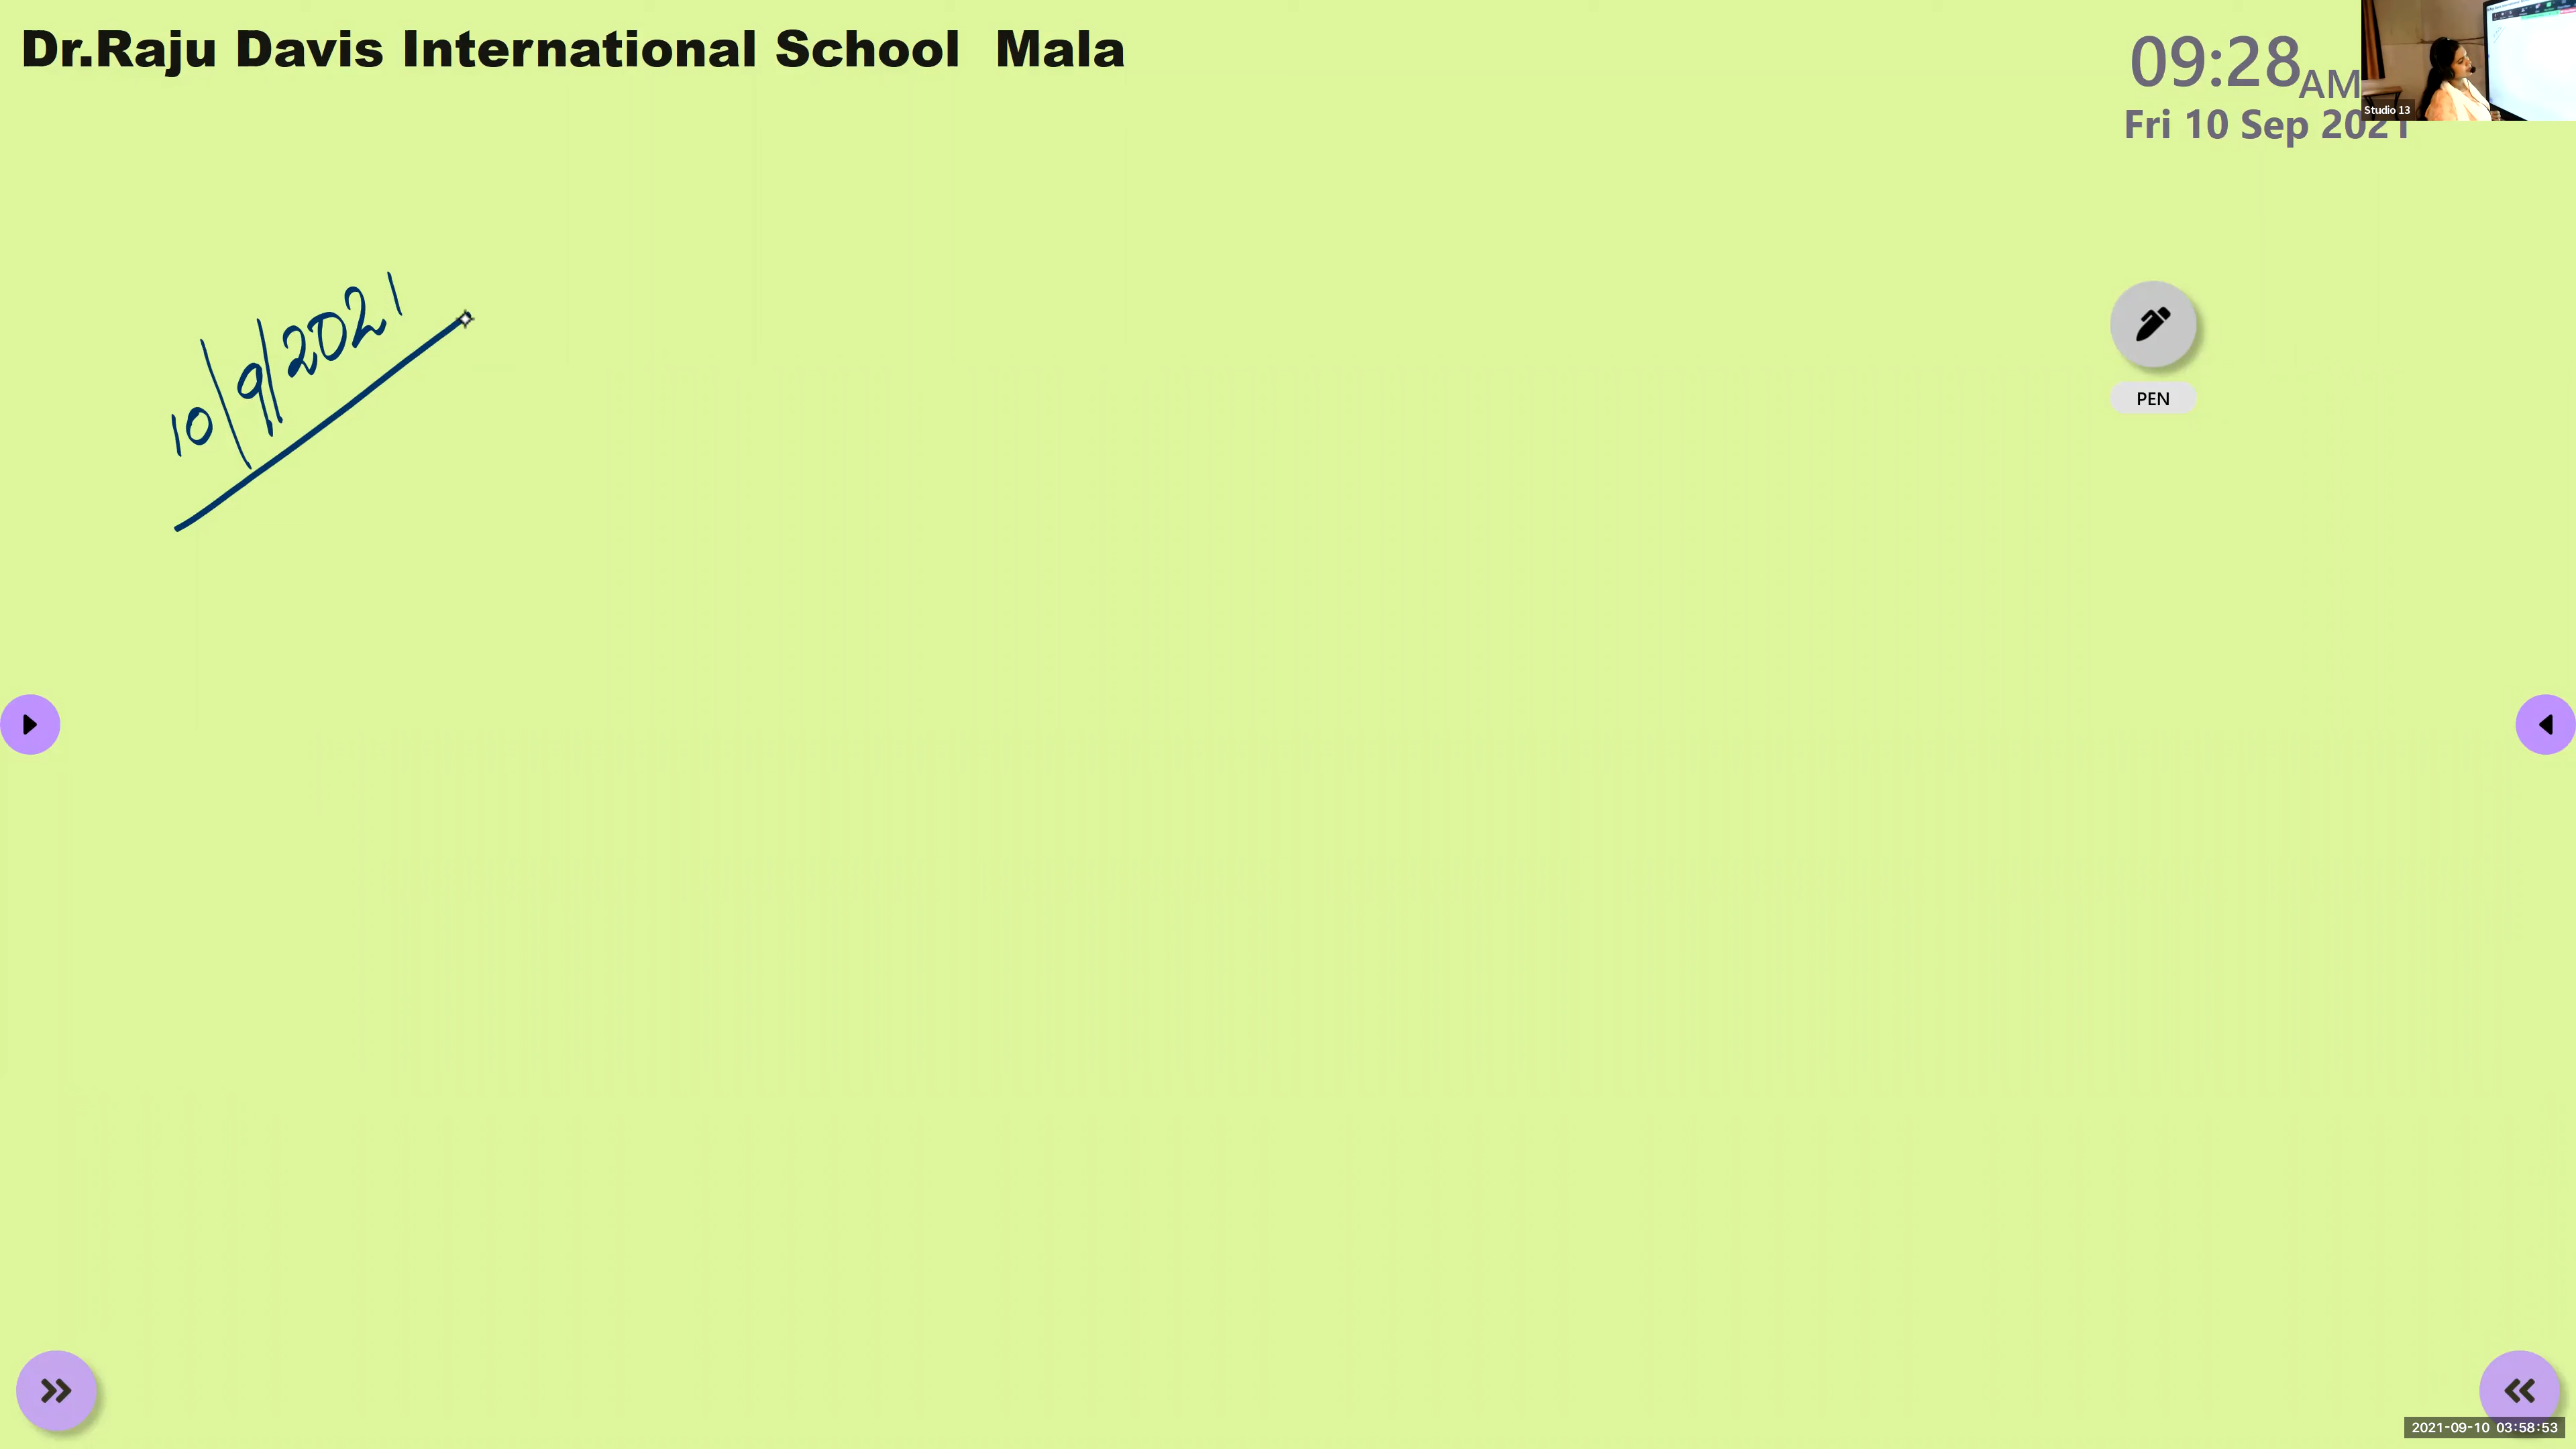 Dr.Raju Davis International School  Mala
09:28AM
Fri 10 Sep 2021
Studio 13
10/9/2021
PEN
2021-09-10 03:58:53